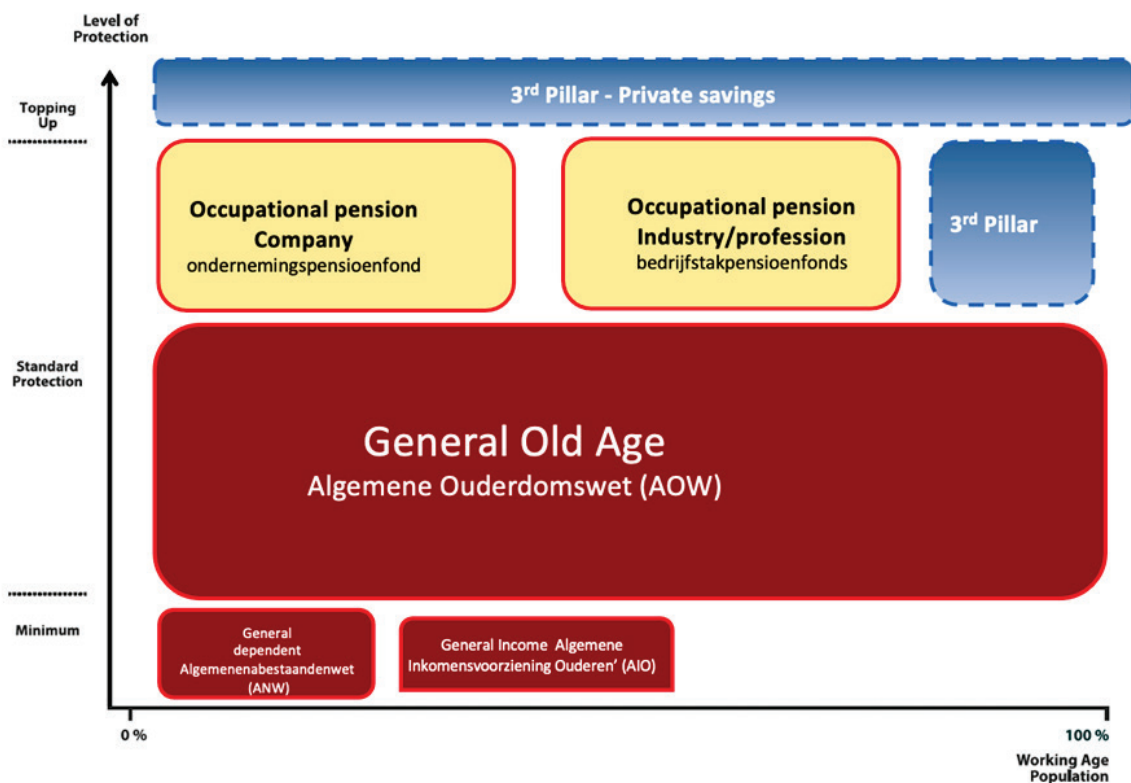 Level of
Protection
Topping
Up
3rd Pillar - Private savings
Occupational pension
Company
ondernemingspensioenfond
Occupational pension
Industry/profession
bedrijfstakpensioenfonds
3rd Pillar
Standard
Protection
General Old Age
Algemene Ouderdomswet (AOW)
Minimum
General
dependent
Algemenenabestaandenwet
(ANW)
General Income Algemene
Inkomensvoorziening Ouderen’ (AIO)
0 %
100 %
Working Age
Population